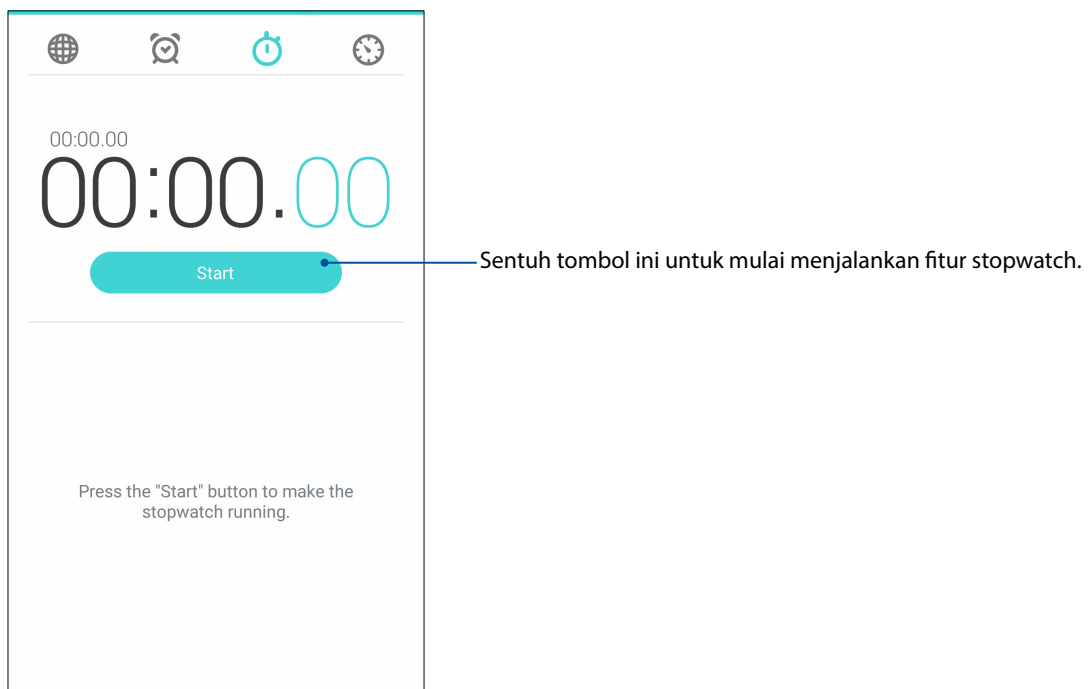 00:00.00
00:00.00
Start
Sentuh tombol ini untuk mulai menjalankan fitur stopwatch.
Press the "Start" button to make the
stopwatch running.